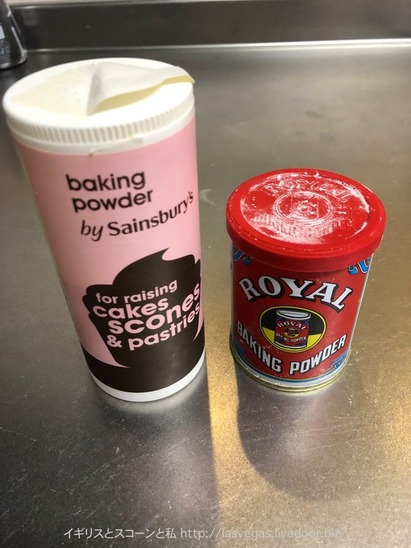 baking
powder
by Sainsbury's
for raising
cakes
scones
& pastries
ROYAL
ROYAL
ROYAL
BAKING POWDER
イギリスとスコーンと私 http://lasvegas.livedoor.biz/